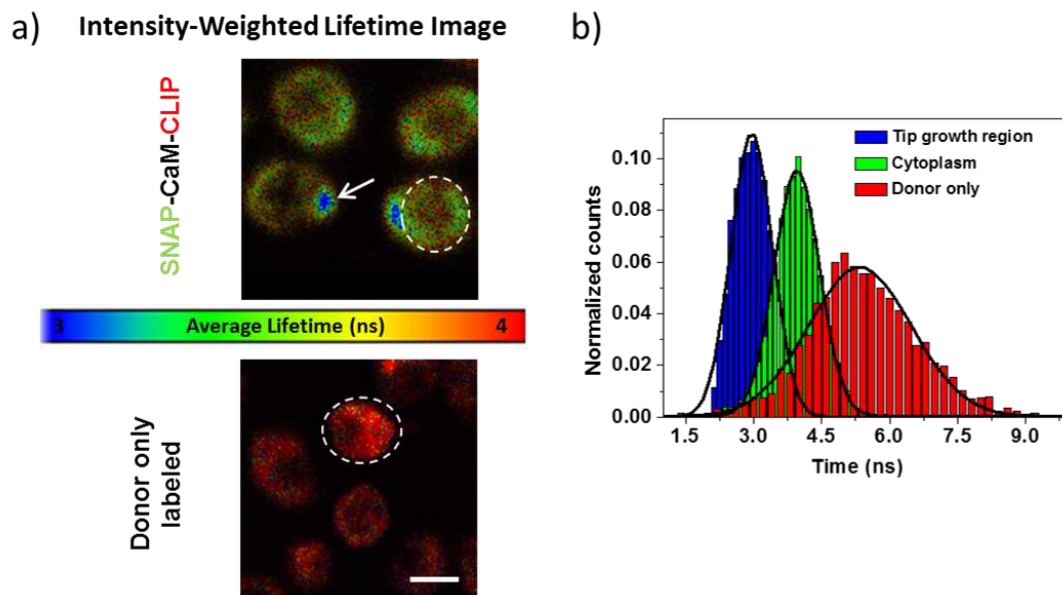 a)
Intensity-Weighted Lifetime Image
SNAP-CaM-CLIP
3
Average Lifetime (ns)
4
Donor only
labeled
b)
Normalized counts
0.10
0.08
0.06
0.04
0.02
0.00
Tip growth region
Cytoplasm
Donor only
1.5 3.0 4.5 6.0 7.5 9.0
Time (ns)